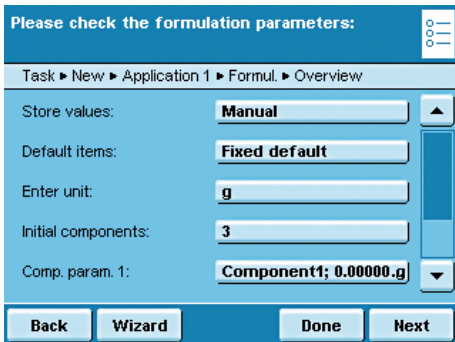 Please check the formulation parameters:
Task ▸ New ▸ Application 1 ▸ Formul. ▸ Overview
Store values: Manual
Default items: Fixed default
Enter unit: g
Initial components: 3
Comp. param. 1: Component1; 0.00000.g
Back Wizard Done Next